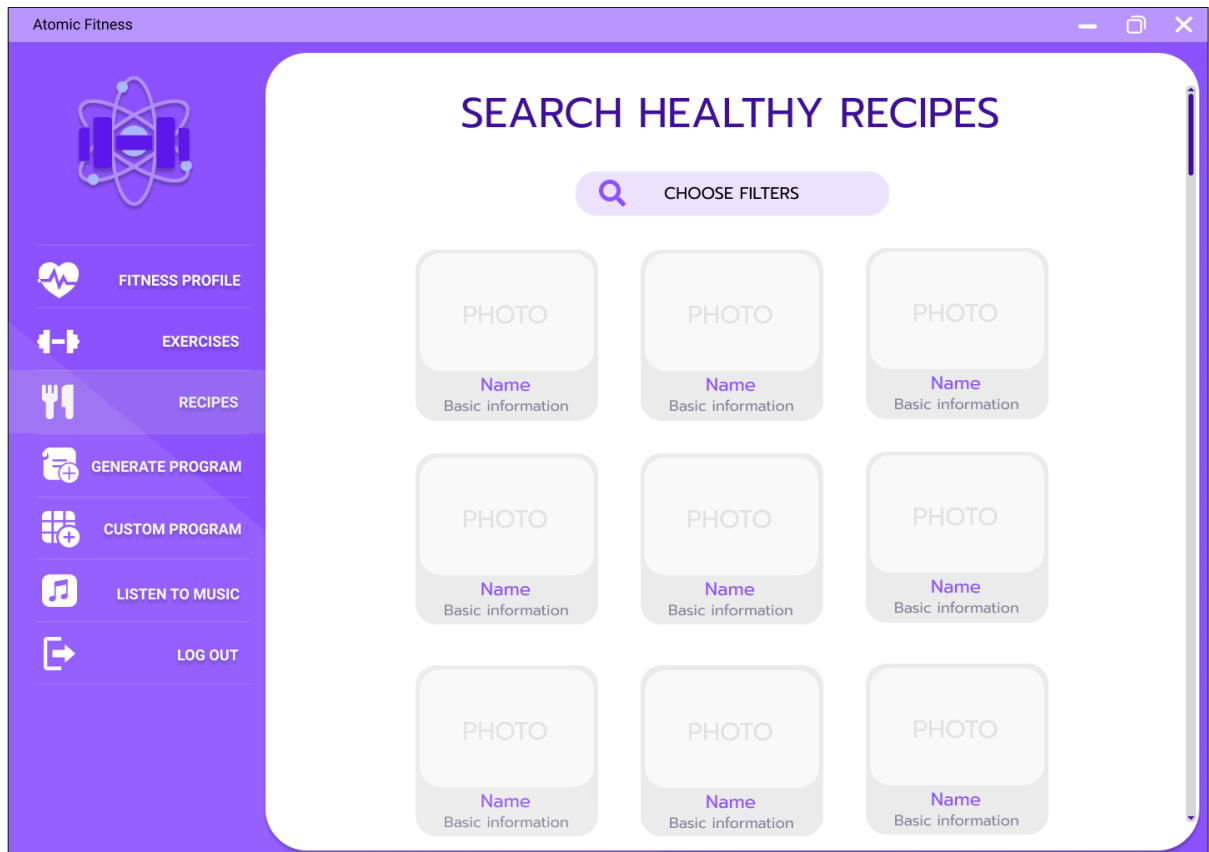 Atomic Fitness
SEARCH HEALTHY RECIPES
CHOOSE FILTERS
FITNESS PROFILE
EXERCISES
RECIPES
GENERATE PROGRAM
CUSTOM PROGRAM
LISTEN TO MUSIC
LOG OUT
PHOTO PHOTO PHOTO
Name Name Name
Basic information Basic information Basic information
PHOTO PHOTO PHOTO
Name Name Name
Basic information Basic information Basic information
PHOTO PHOTO PHOTO
Name Name Name
Basic information Basic information Basic information